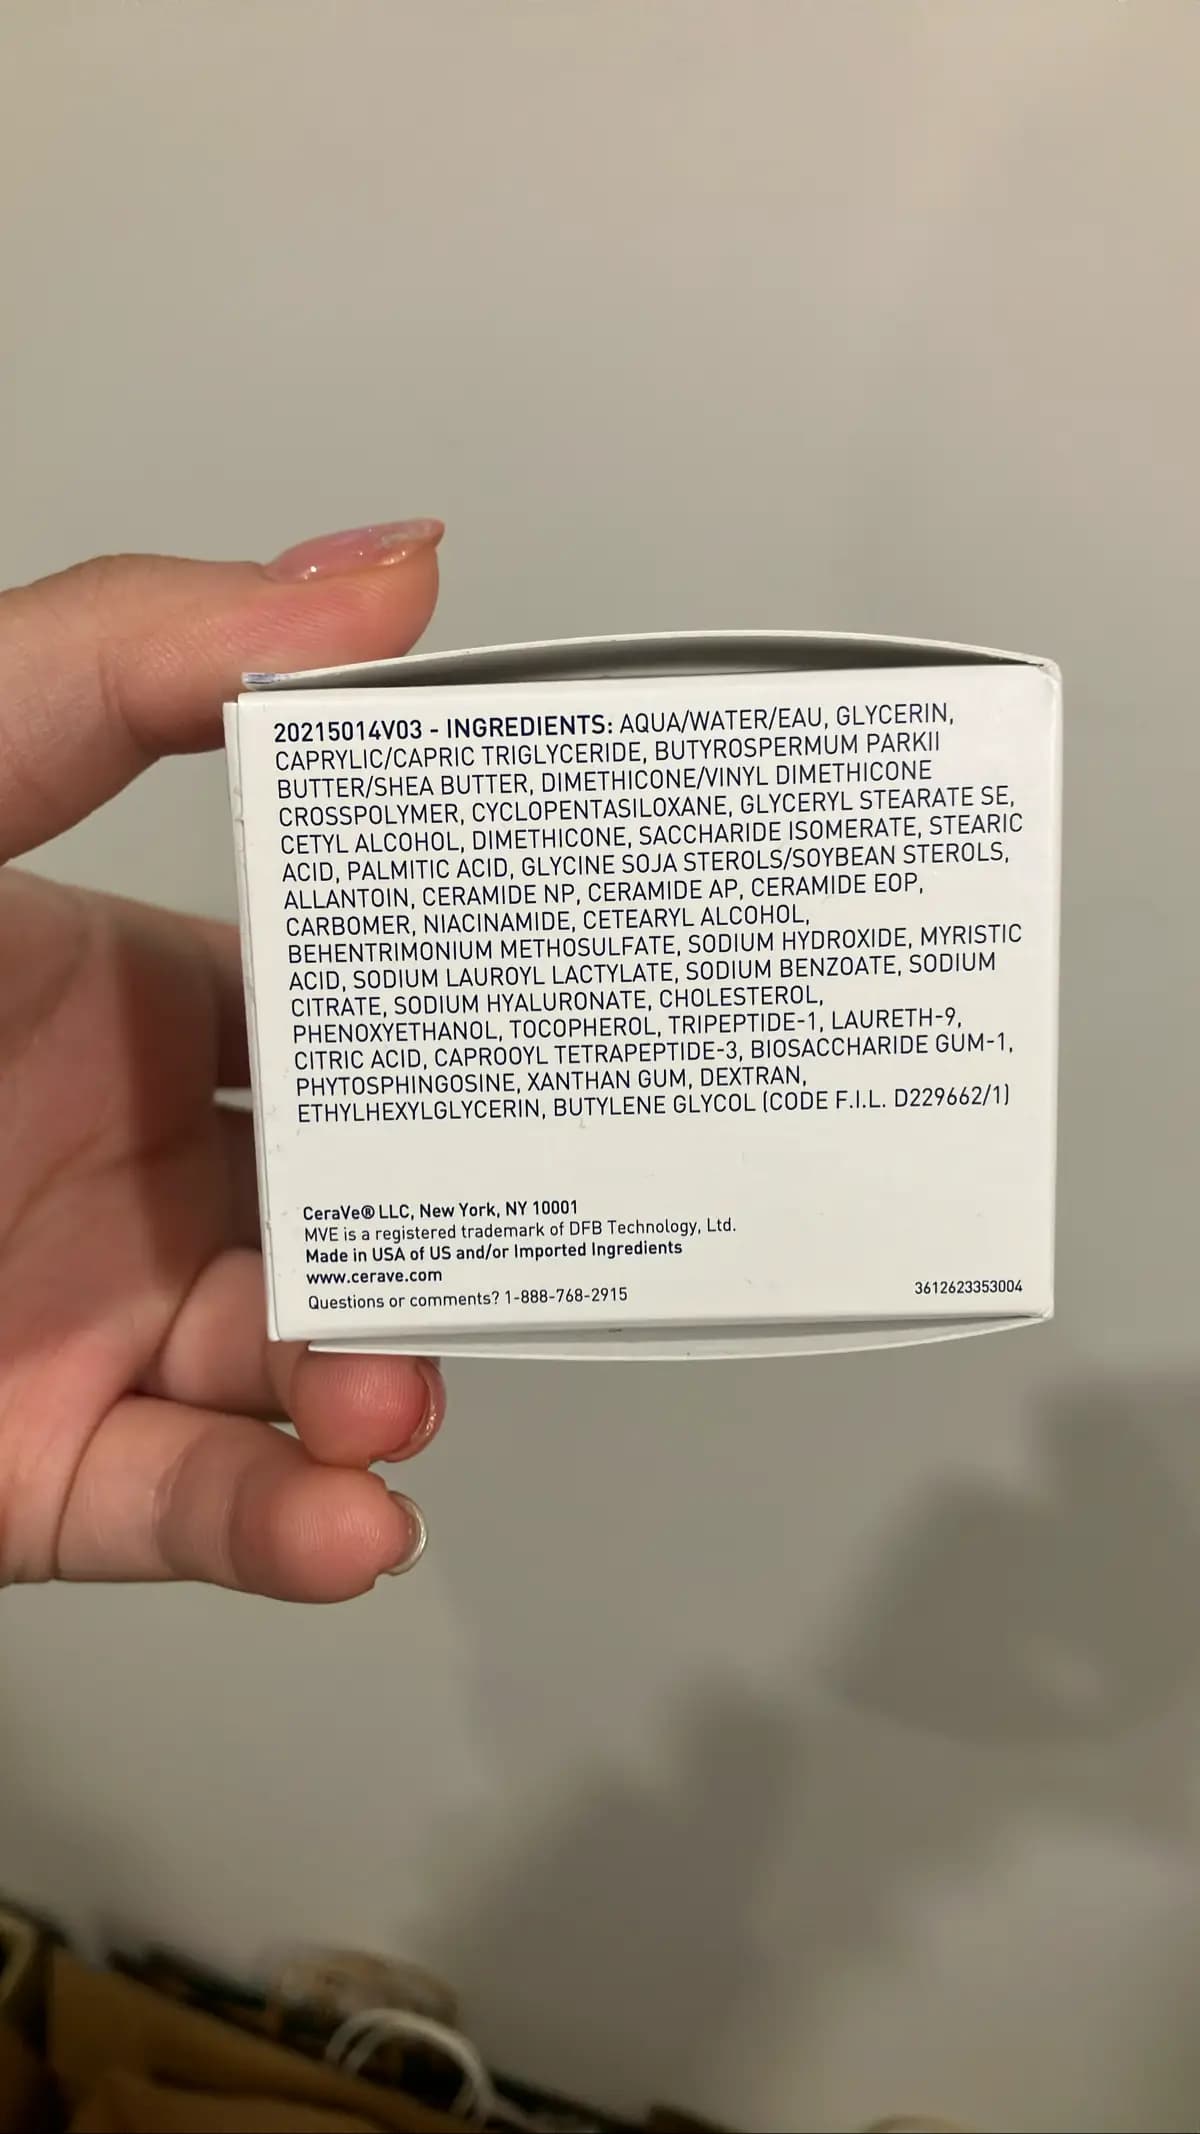 20215014V03 - INGREDIENTS: AQUA/WATER/EAU, GLYCERIN,
CAPRYLIC/CAPRIC TRIGLYCERIDE, BUTYROSPERMUM PARKII
BUTTER/SHEA BUTTER, DIMETHICONE/VINYL DIMETHICONE
CROSSPOLYMER, CYCLOPENTASILOXANE, GLYCERYL STEARATE SE,
CETYL ALCOHOL, DIMETHICONE, SACCHARIDE ISOMERATE, STEARIC
ACID, PALMITIC ACID, GLYCINE SOJA STEROLS/SOYBEAN STEROLS,
ALLANTOIN, CERAMIDE NP, CERAMIDE AP, CERAMIDE EOP,
CARBOMER, NIACINAMIDE, CETEARYL ALCOHOL,
BEHENTRIMONIUM METHOSULFATE, SODIUM HYDROXIDE, MYRISTIC
ACID, SODIUM LAUROYL LACTYLATE, SODIUM BENZOATE, SODIUM
CITRATE, SODIUM HYALURONATE, CHOLESTEROL,
PHENOXYETHANOL, TOCOPHEROL, TRIPEPTIDE-1, LAURETH-9,
CITRIC ACID, CAPROOYL TETRAPEPTIDE-3, BIOSACCHARIDE GUM-1,
PHYTOSPHINGOSINE, XANTHAN GUM, DEXTRAN,
ETHYLHEXYLGLYCERIN, BUTYLENE GLYCOL (CODE F.I.L. D229662/1)
CeraVe® LLC, New York, NY 10001
MVE is a registered trademark of DFB Technology, Ltd.
Made in USA of US and/or Imported Ingredients
www.cerave.com
Questions or comments? 1-888-768-2915
3612623353004